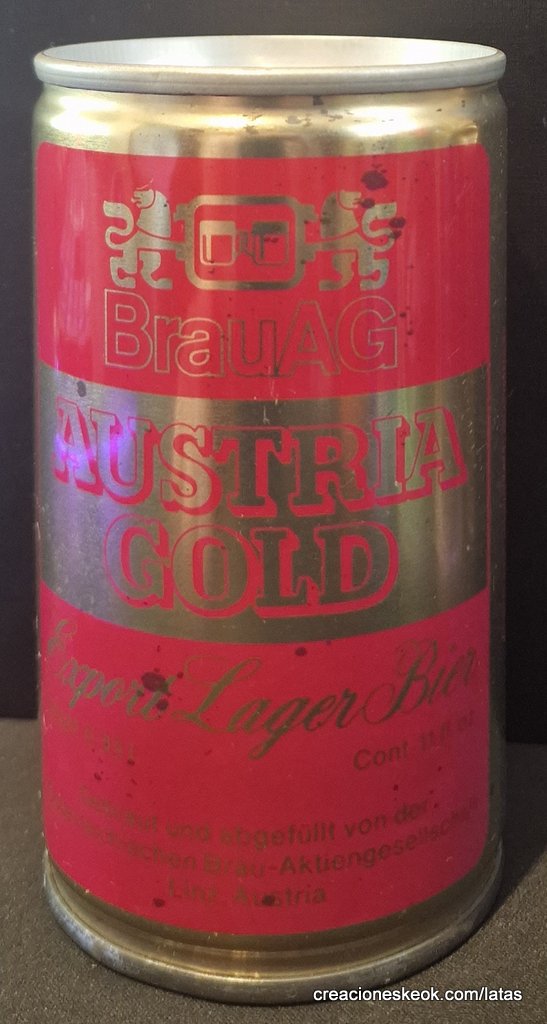 BrauAG
AUSTRIA
GOLD
Export Lager Bier
Cont. 11 fl oz
Gebraut und abgefüllt von der
Brau-Aktiengesellschaft
Linz, Austria
creacioneskeok.com/latas